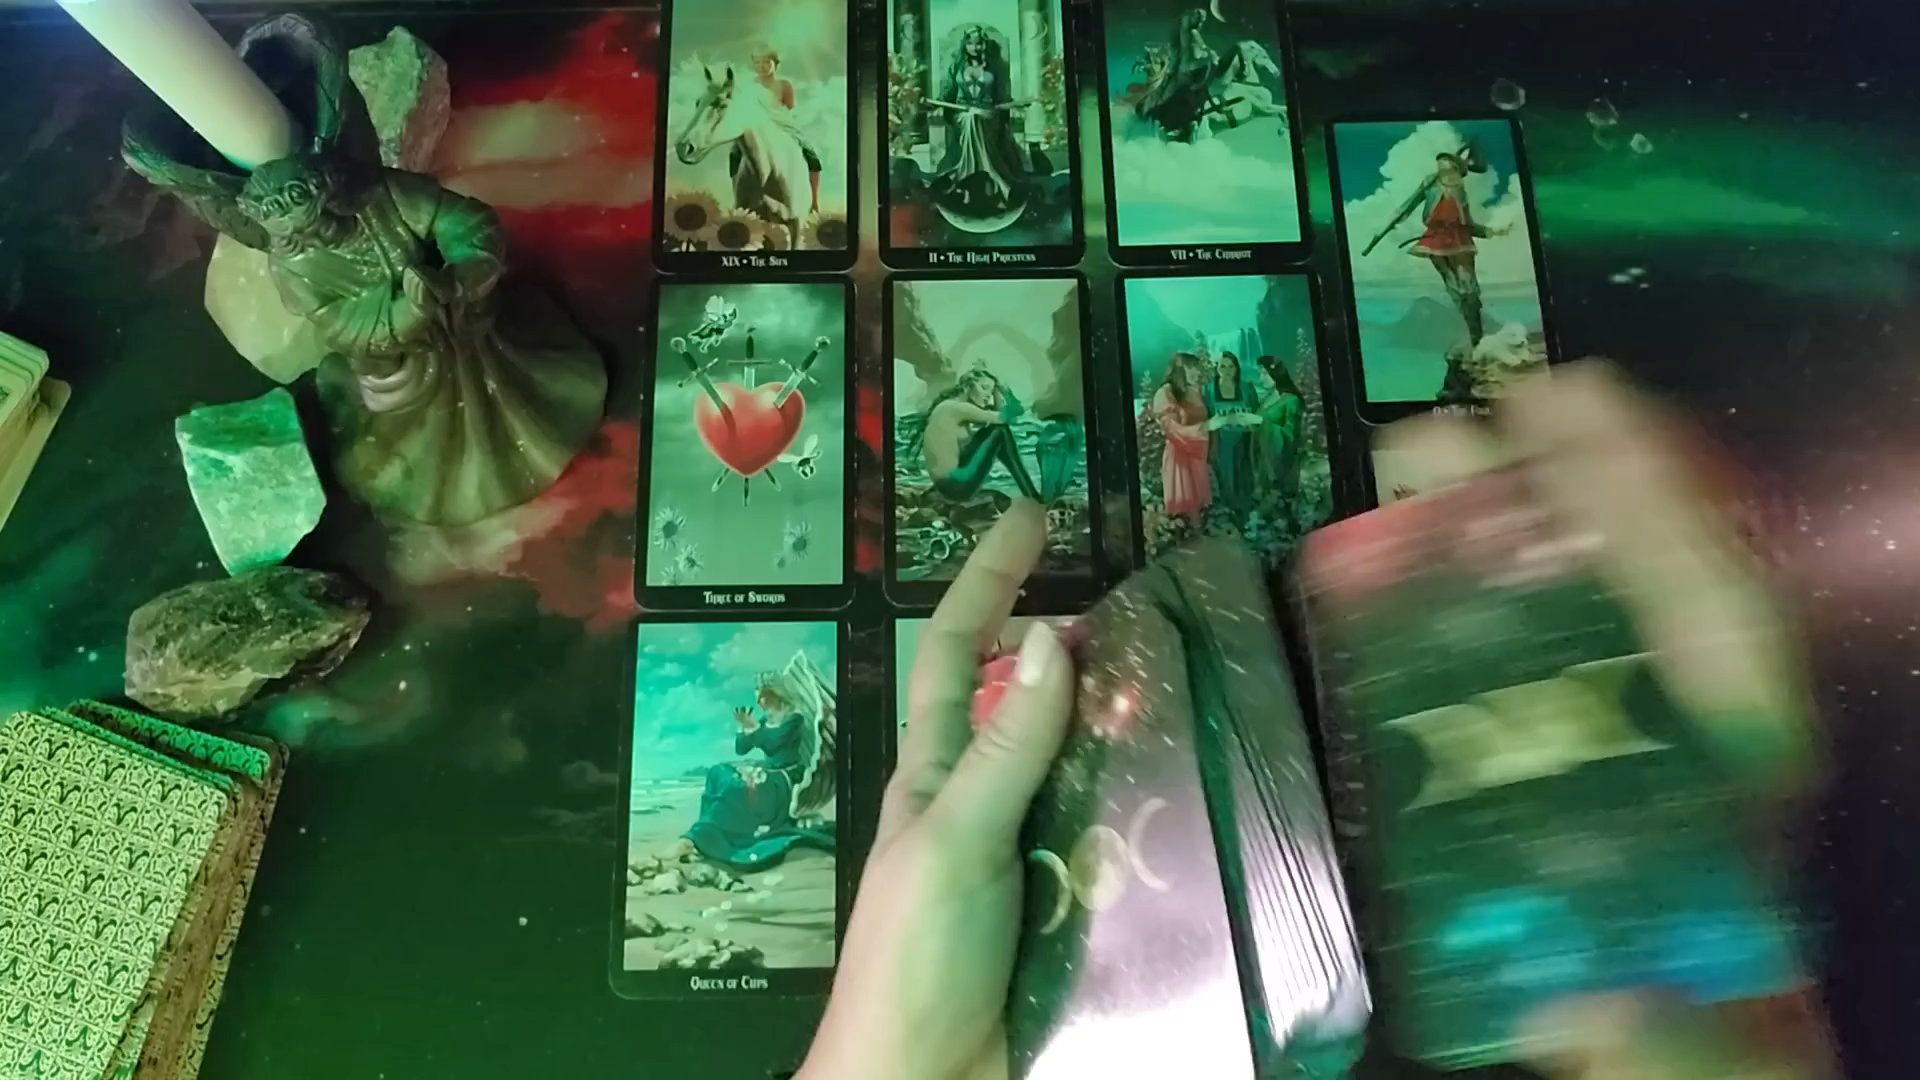 XIX • The Sun
II • The High Priestess
VII • The Chariot
0 • The Fool
Three of Swords
Queen of Cups